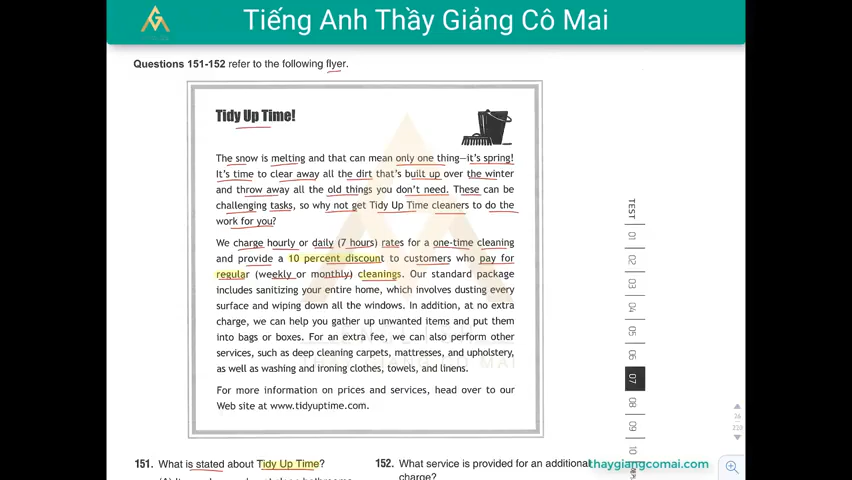 Tiếng Anh Thầy Giảng Cô Mai
Questions 151-152 refer to the following flyer.
Tidy Up Time!
The snow is melting and that can mean only one thing—it's spring!
It's time to clear away all the dirt that's built up over the winter
and throw away all the old things you don't need. These can be
challenging tasks, so why not get Tidy Up Time cleaners to do the
work for you?
We charge hourly or daily (7 hours) rates for a one-time cleaning
and provide a 10 percent discount to customers who pay for
regular (weekly or monthly) cleanings. Our standard package
includes sanitizing your entire home, which involves dusting every
surface and wiping down all the windows. In addition, at no extra
charge, we can help you gather up unwanted items and put them
into bags or boxes. For an extra fee, we can also perform other
services, such as deep cleaning carpets, mattresses, and upholstery,
as well as washing and ironing clothes, towels, and linens.
For more information on prices and services, head over to our
Web site at www.tidyuptime.com.
TEST
01
02
03
04
05
06
07
08
09
10
26
220
151. What is stated about Tidy Up Time?
152. What service is provided for an additional
charge?
thaygiangcomai.com